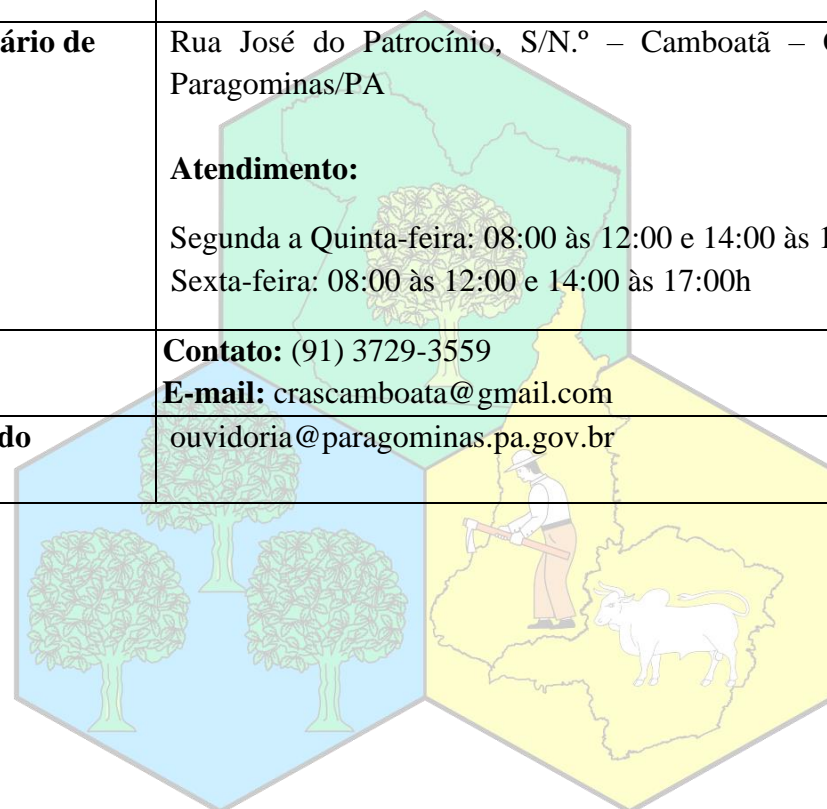 ário de
Rua José do Patrocínio, S/N.º – Camboatã –
Paragominas/PA
Atendimento:
Segunda a Quinta-feira: 08:00 às 12:00 e 14:00 às 1
Sexta-feira: 08:00 às 12:00 e 14:00 às 17:00h
Contato: (91) 3729-3559
E-mail: crascamboata@gmail.com
do
ouvidoria@paragominas.pa.gov.br